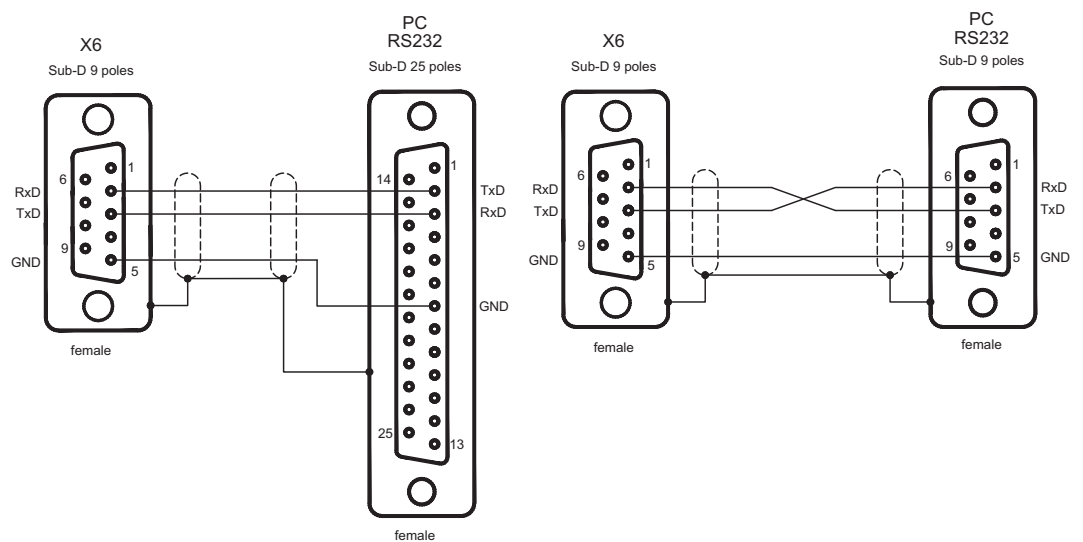 X6
Sub-D 9 poles
PC
RS232
Sub-D 25 poles
1
6
14
1
RxD
TxD
TxD
RxD
9
GND
5
GND
female
25
13
female
X6
Sub-D 9 poles
PC
RS232
Sub-D 9 poles
1
6
1
6
RxD
RxD
TxD
TxD
9
9
GND
5
5
GND
female
female